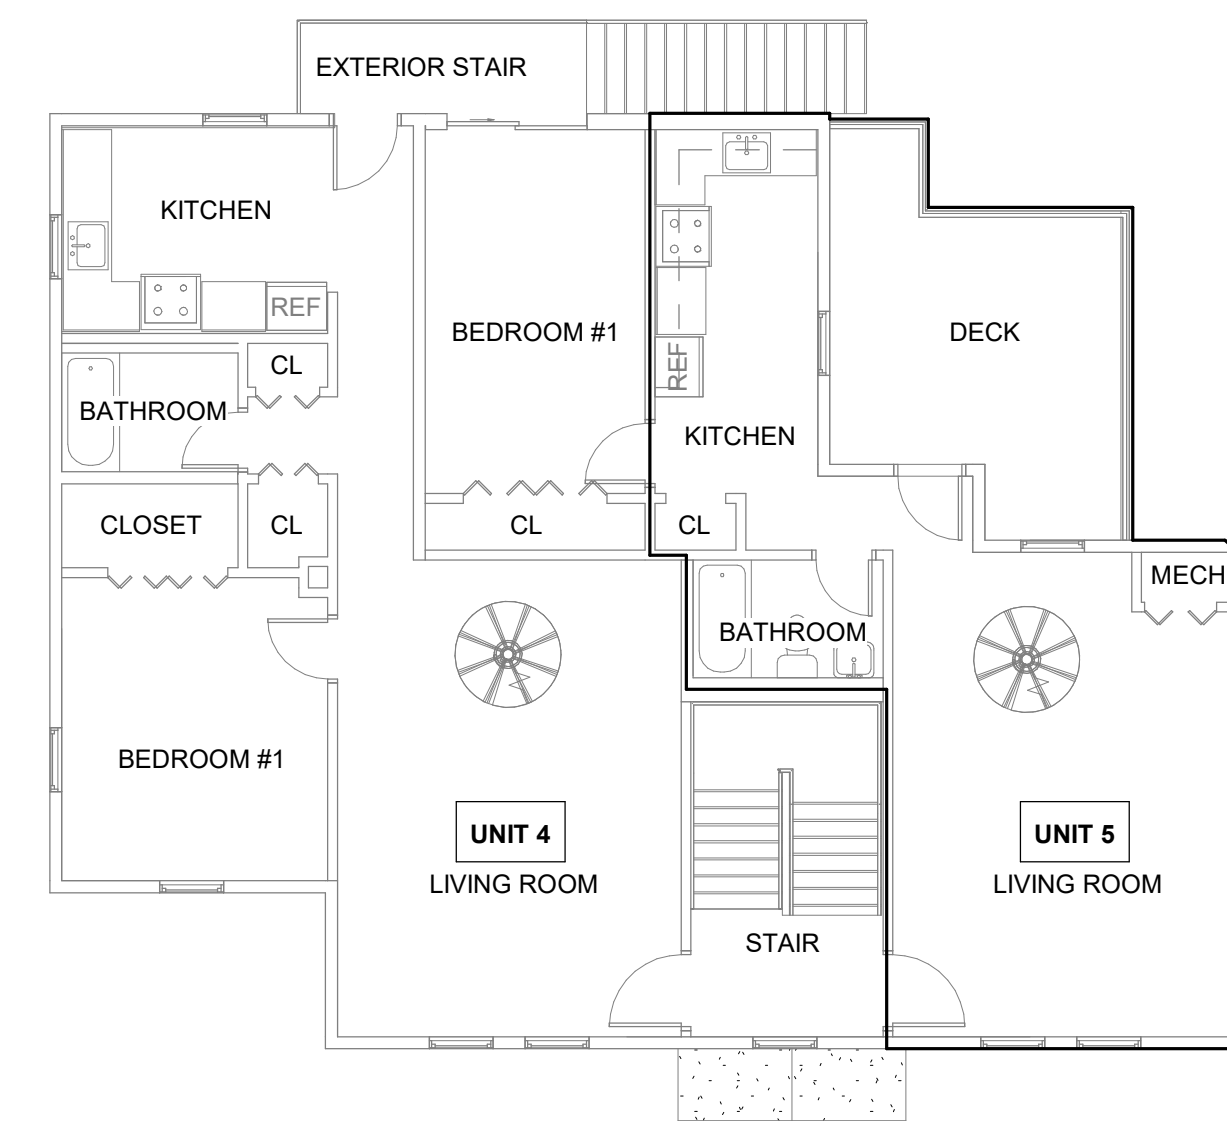 EXTERIOR STAIR
KITCHEN
REF
BEDROOM #1
DECK
CL
REF
BATHROOM
KITCHEN
CLOSET
CL
CL
CL
MECH
BATHROOM
BEDROOM #1
UNIT 4
UNIT 5
LIVING ROOM
LIVING ROOM
STAIR